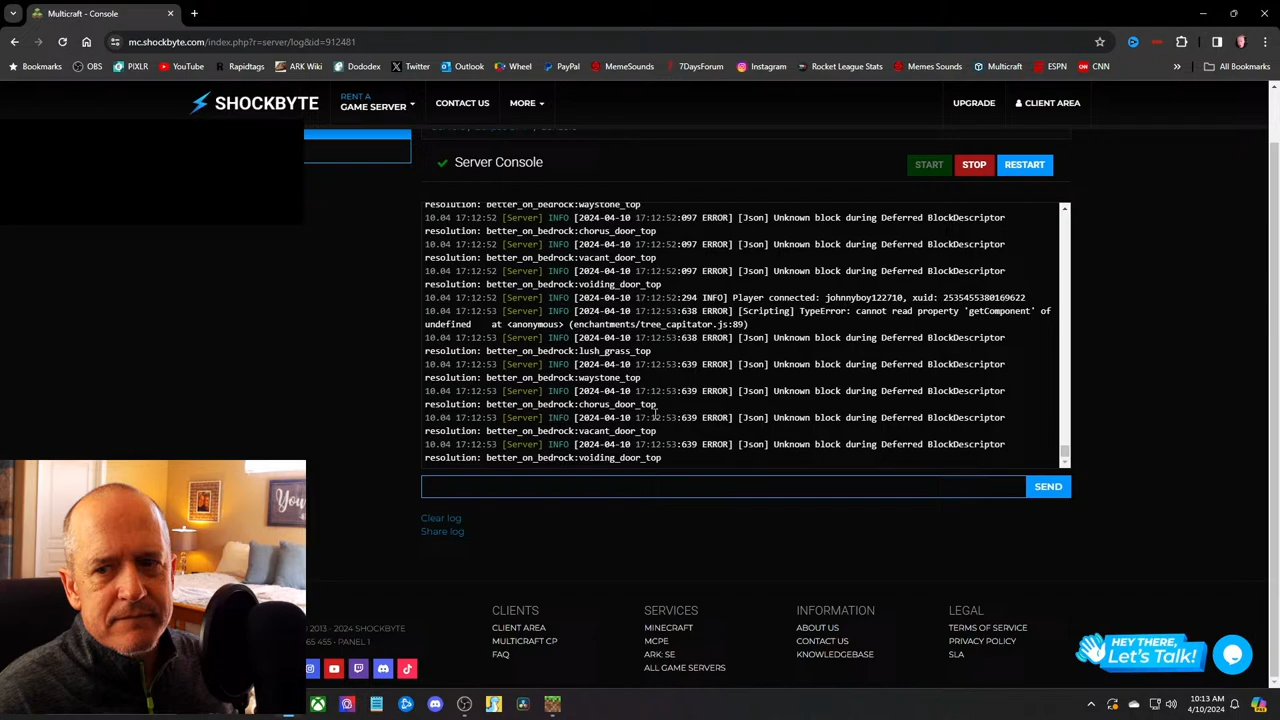 Multicraft - Console
mc.shockbyte.com/index.php?r=server/log&id=912481
Bookmarks OBS PIXLR YouTube Rapidtags ARK Wiki Dododex Twitter Outlook Wheel PayPal MemeSounds 7DaysForum Instagram Rocket League Stats Memes Sounds Multicraft ESPN CNN » All Bookmarks
SHOCKBYTE
RENT A
GAME SERVER
CONTACT US
MORE
UPGRADE
CLIENT AREA
Server Console
START
STOP
RESTART
resolution: better_on_bedrock:waystone_top
10.04 17:12:52 [Server] INFO [2024-04-10 17:12:52:097 ERROR] [Json] Unknown block during Deferred BlockDescriptor
resolution: better_on_bedrock:chorus_door_top
10.04 17:12:52 [Server] INFO [2024-04-10 17:12:52:097 ERROR] [Json] Unknown block during Deferred BlockDescriptor
resolution: better_on_bedrock:vacant_door_top
10.04 17:12:52 [Server] INFO [2024-04-10 17:12:52:097 ERROR] [Json] Unknown block during Deferred BlockDescriptor
resolution: better_on_bedrock:voiding_door_top
10.04 17:12:52 [Server] INFO [2024-04-10 17:12:52:294 INFO] Player connected: johnnyboy122710, xuid: 2535455380169622
10.04 17:12:53 [Server] INFO [2024-04-10 17:12:53:638 ERROR] [Scripting] TypeError: cannot read property 'getComponent' of
undefined at <anonymous> (enchantments/tree_capitator.js:89)
10.04 17:12:53 [Server] INFO [2024-04-10 17:12:53:638 ERROR] [Json] Unknown block during Deferred BlockDescriptor
resolution: better_on_bedrock:lush_grass_top
10.04 17:12:53 [Server] INFO [2024-04-10 17:12:53:639 ERROR] [Json] Unknown block during Deferred BlockDescriptor
resolution: better_on_bedrock:waystone_top
10.04 17:12:53 [Server] INFO [2024-04-10 17:12:53:639 ERROR] [Json] Unknown block during Deferred BlockDescriptor
resolution: better_on_bedrock:chorus_door_top
10.04 17:12:53 [Server] INFO [2024-04-10 17:12:53:639 ERROR] [Json] Unknown block during Deferred BlockDescriptor
resolution: better_on_bedrock:vacant_door_top
10.04 17:12:53 [Server] INFO [2024-04-10 17:12:53:639 ERROR] [Json] Unknown block during Deferred BlockDescriptor
resolution: better_on_bedrock:voiding_door_top
SEND
Clear log
Share log
You
© 2013 - 2024 SHOCKBYTE
65 455 - PANEL 1
CLIENTS
CLIENT AREA
MULTICRAFT CP
FAQ
SERVICES
MINECRAFT
MCPE
ARK: SE
ALL GAME SERVERS
INFORMATION
ABOUT US
CONTACT US
KNOWLEDGEBASE
LEGAL
TERMS OF SERVICE
PRIVACY POLICY
SLA
HEY THERE,
Let's Talk!
10:13 AM
4/10/2024